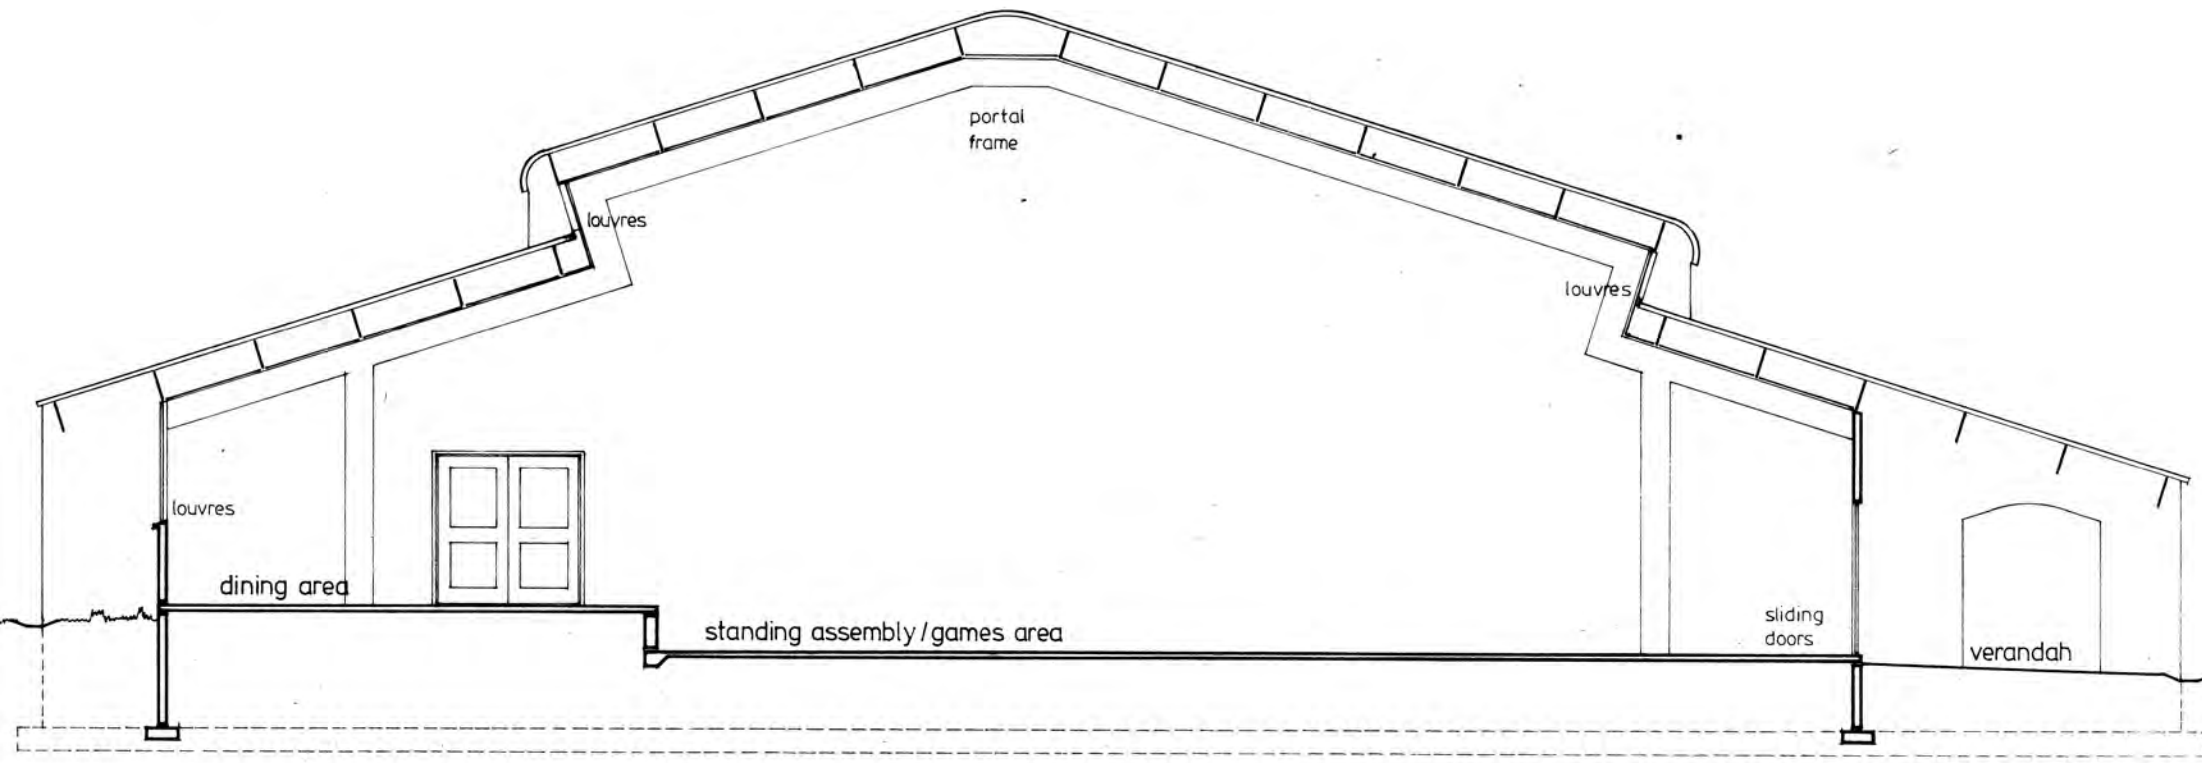 portal
frame
louvres
louvres
louvres
dining area
standing assembly/games area
sliding
doors
verandah